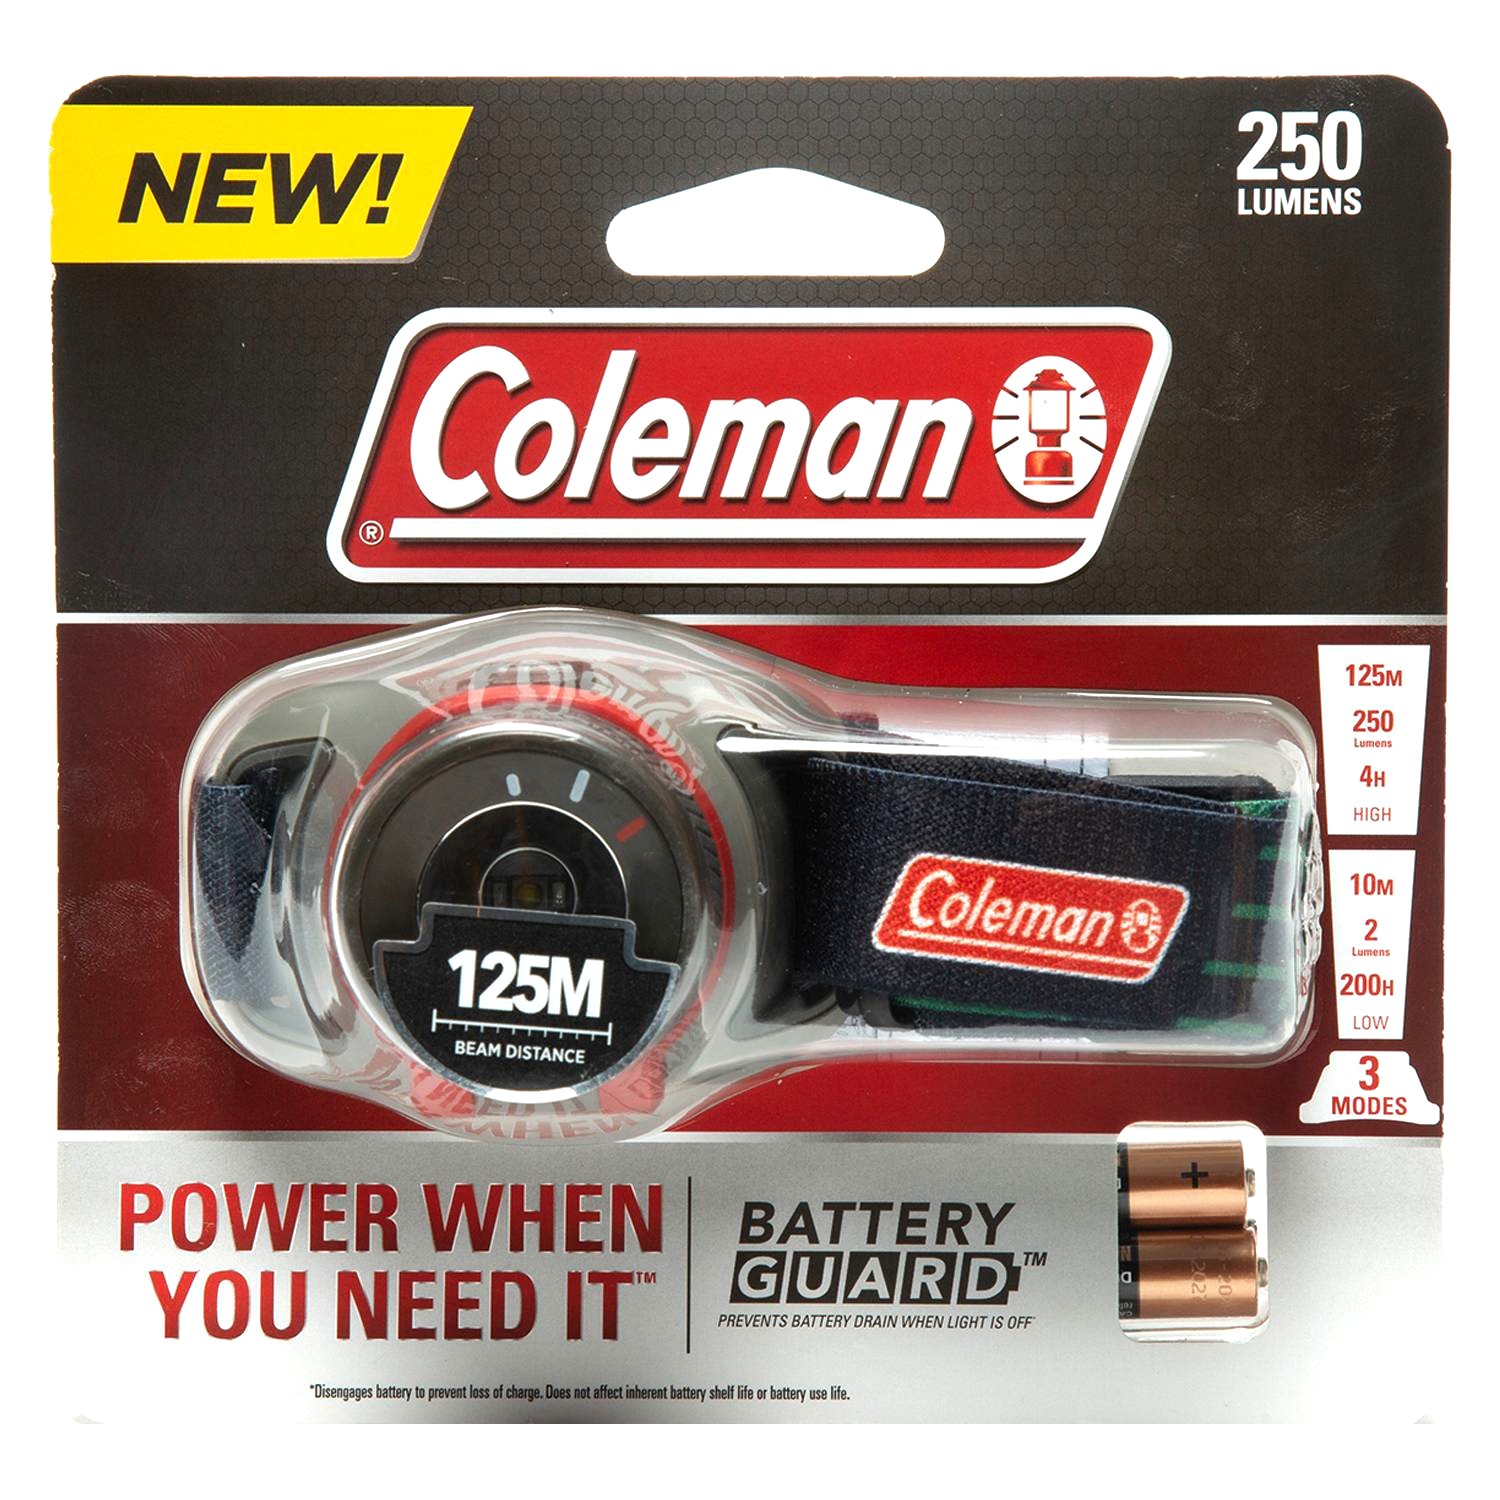 NEW!
250
LUMENS
Coleman
®
125M
250
Lumens
4H
HIGH
10M
2
Lumens
200H
LOW
3
MODES
Coleman
125M
BEAM DISTANCE
POWER WHEN
YOU NEED IT™
BATTERY
GUARD™
PREVENTS BATTERY DRAIN WHEN LIGHT IS OFF*
+
*Disengages battery to prevent loss of charge. Does not affect inherent battery shelf life or battery use life.